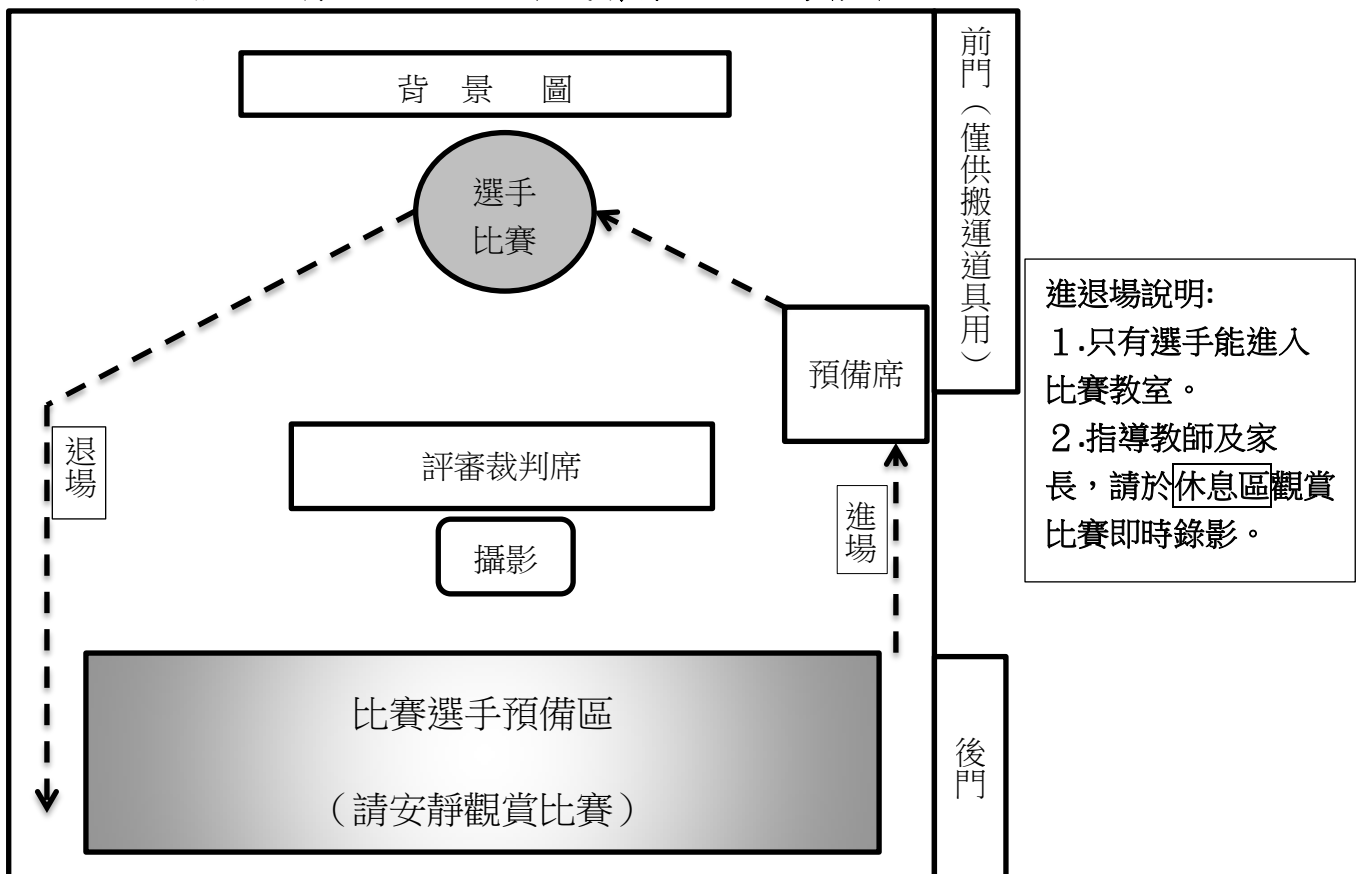 背 景 圖
前門（僅供搬運道具用）
選手
比賽
預備席
進退場說明:
１.只有選手能進入
比賽教室。
２.指導教師及家
長，請於休息區觀賞
比賽即時錄影。
退場
評審裁判席
進場
攝影
比賽選手預備區
（請安靜觀賞比賽）
後門